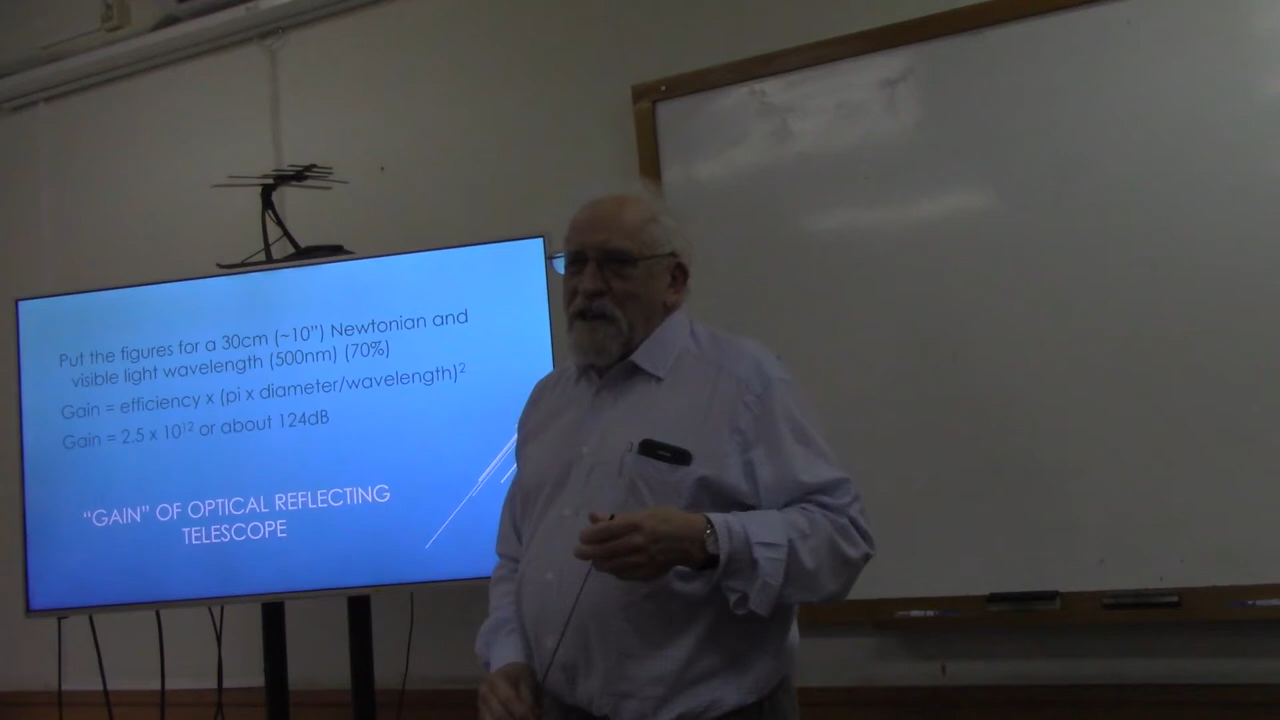 Put the figures for a 30cm (~10”) Newtonian and
visible light wavelength (500nm) (70%)
Gain = efficiency x (pi x diameter/wavelength)²
Gain = 2.5 x 10¹² or about 124dB
“GAIN” OF OPTICAL REFLECTING
TELESCOPE